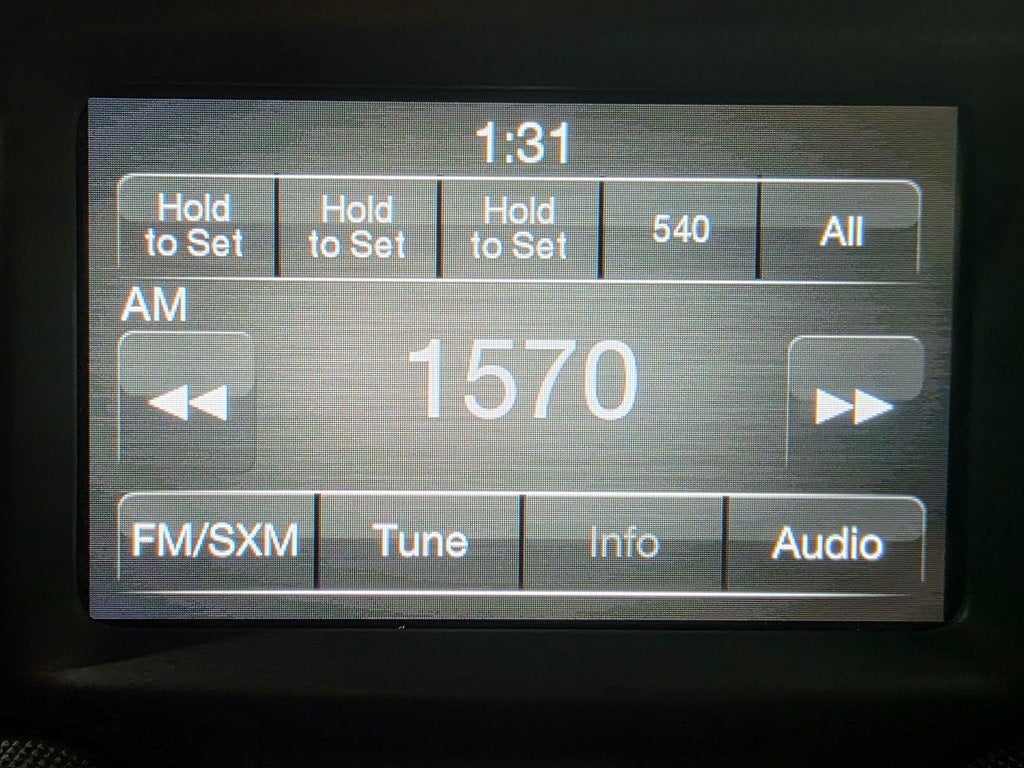 1:31
Hold to Set
Hold to Set
Hold to Set
540
All
AM
1570
FM/SXM
Tune
Info
Audio